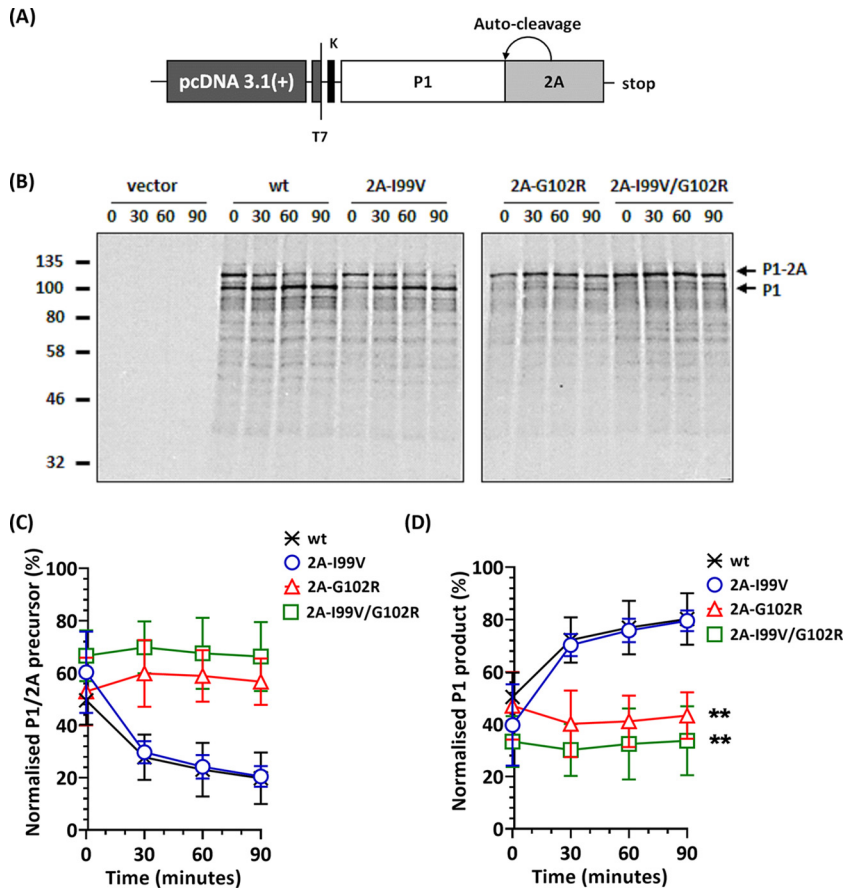 (A)
Auto-cleavage
K
pcDNA 3.1(+)
P1
2A
stop
T7
(B)
vector wt 2A-I99V 2A-G102R 2A-I99V/G102R
0 30 60 90 0 30 60 90 0 30 60 90 0 30 60 90 0 30 60 90
135
100
80
58
46
32
P1-2A
P1
(C)
wt
2A-I99V
2A-G102R
2A-I99V/G102R
Normalised P1/2A precursor (%)
100
80
60
40
20
0
0 30 60 90
Time (minutes)
(D)
wt
2A-I99V
2A-G102R
2A-I99V/G102R
Normalised P1 product (%)
100
80
60
40
20
0
**
**
0 30 60 90
Time (minutes)